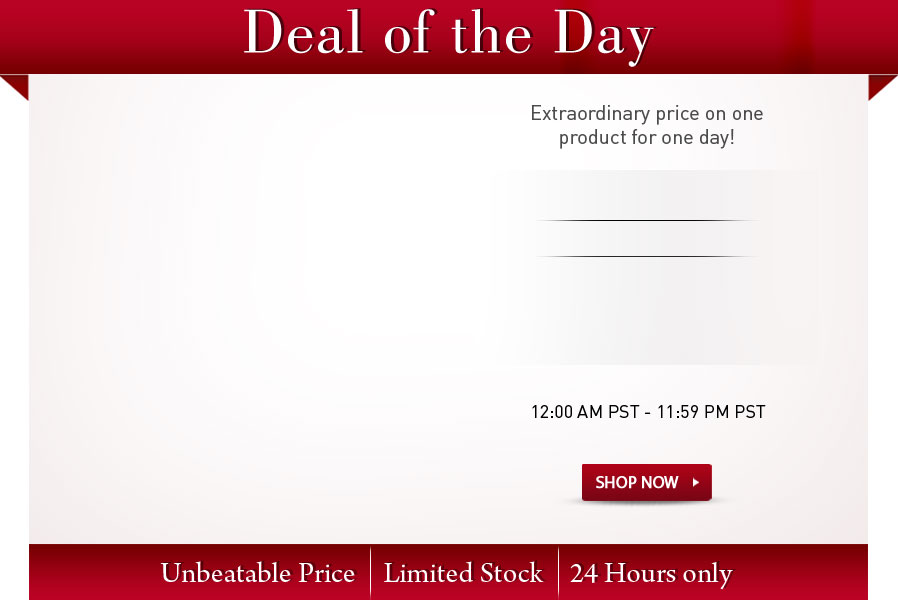 Deal of the Day
Extraordinary price on one
product for one day!
12:00 AM PST - 11:59 PM PST
SHOP NOW
Unbeatable Price
Limited Stock
24 Hours only